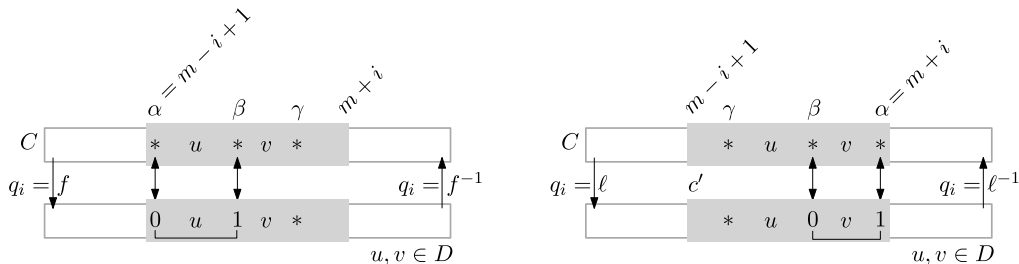 α = m − i + 1
m + i
β
γ
C
* u * v *
q_i = f
q_i = f^{-1}
0 u 1 v *
u, v ∈ D
m − i + 1
α = m + i
γ
β
C
* u * v *
q_i = ℓ
c′
q_i = ℓ^{-1}
* u 0 v 1
u, v ∈ D